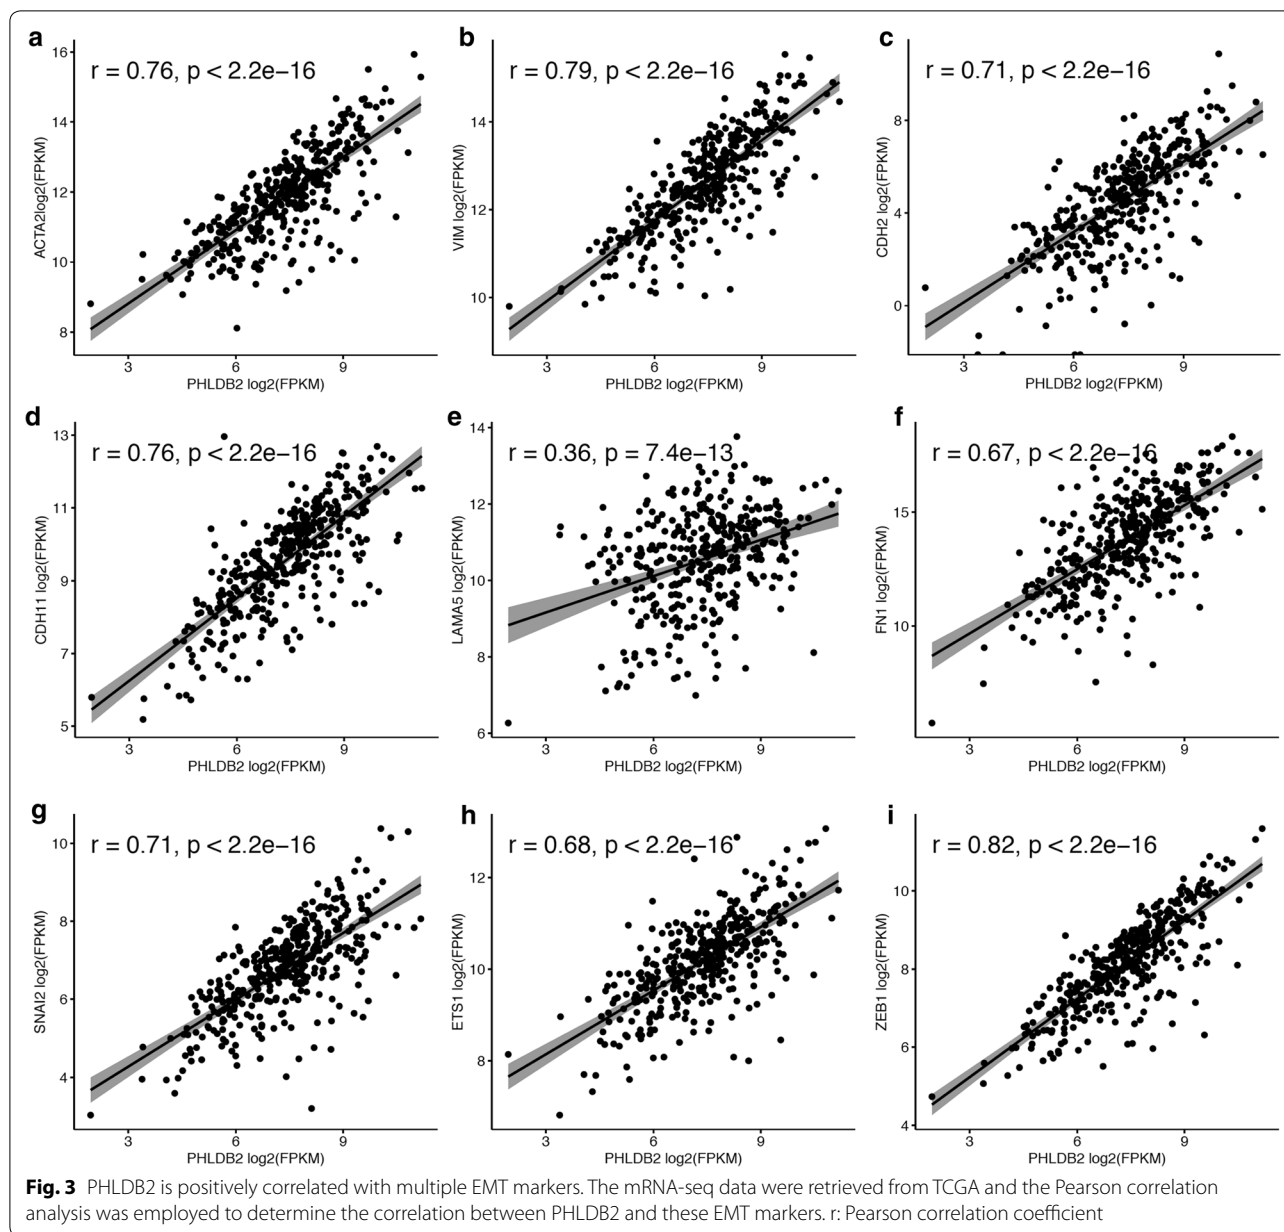 a
r = 0.76, p < 2.2e−16
ACTA2log2(FPKM)
16
14
12
10
8
3 6 9
PHLDB2 log2(FPKM)
b
r = 0.79, p < 2.2e−16
VIM log2(FPKM)
14
12
10
3 6 9
PHLDB2 log2(FPKM)
c
r = 0.71, p < 2.2e−16
CDH2 log2(FPKM)
8
4
0
3 6 9
PHLDB2 log2(FPKM)
d
r = 0.76, p < 2.2e−16
CDH11 log2(FPKM)
13
11
9
7
5
3 6 9
PHLDB2 log2(FPKM)
e
r = 0.36, p = 7.4e−13
LAMA5 log2(FPKM)
14
12
10
8
6
3 6 9
PHLDB2 log2(FPKM)
f
r = 0.67, p < 2.2e−16
FN1 log2(FPKM)
15
10
3 6 9
PHLDB2 log2(FPKM)
g
r = 0.71, p < 2.2e−16
SNAI2 log2(FPKM)
10
8
6
4
3 6 9
PHLDB2 log2(FPKM)
h
r = 0.68, p < 2.2e−16
ETS1 log2(FPKM)
12
10
8
3 6 9
PHLDB2 log2(FPKM)
i
r = 0.82, p < 2.2e−16
ZEB1 log2(FPKM)
10
8
6
4
3 6 9
PHLDB2 log2(FPKM)
Fig. 3 PHLDB2 is positively correlated with multiple EMT markers. The mRNA-seq data were retrieved from TCGA and the Pearson correlation
analysis was employed to determine the correlation between PHLDB2 and these EMT markers. r: Pearson correlation coefficient